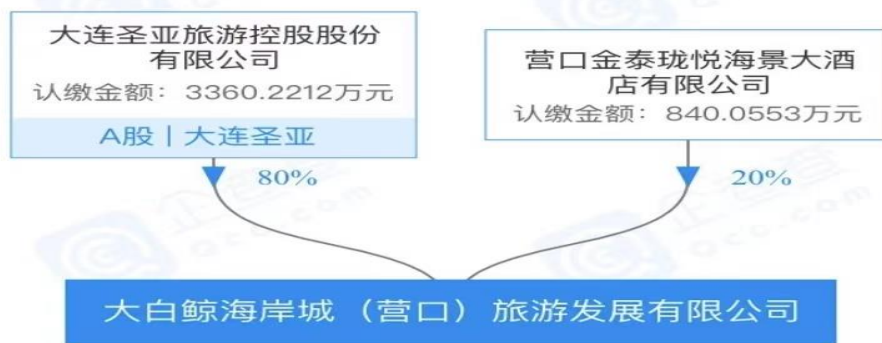 大连圣亚旅游控股股份
有限公司
认缴金额：3360.2212万元
A股｜大连圣亚
营口金泰珑悦海景大酒
店有限公司
认缴金额：840.0553万元
80%
20%
大白鲸海岸城（营口）旅游发展有限公司